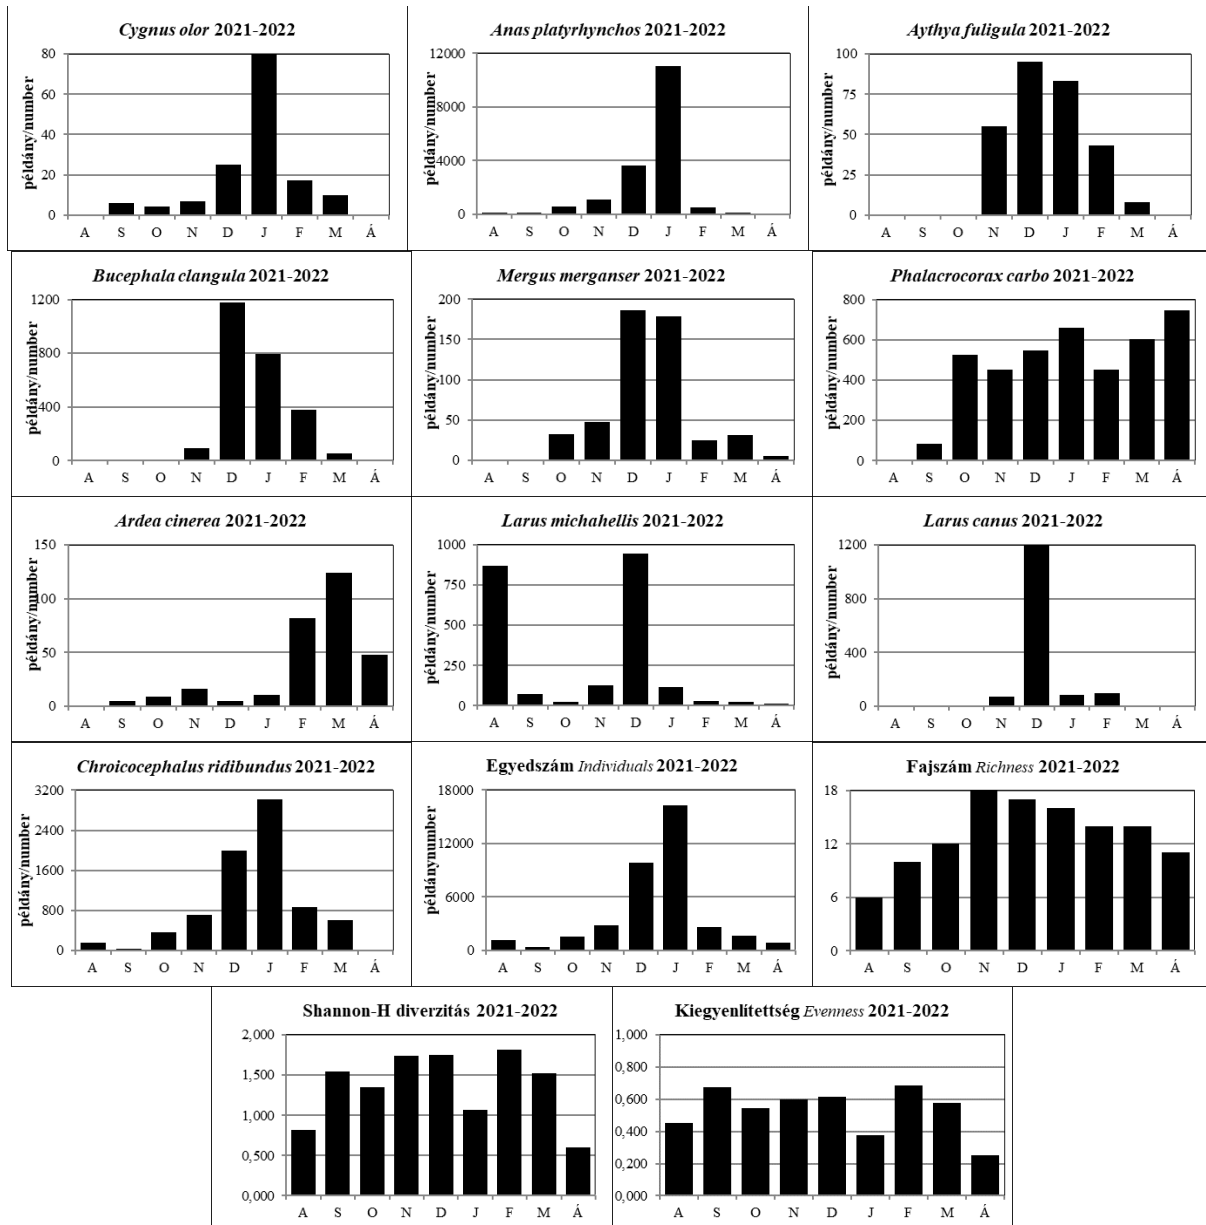 Cygnus olor 2021-2022
példány/number
80
60
40
20
0
A S O N D J F M Á
Anas platyrhynchos 2021-2022
példány/number
12000
8000
4000
0
A S O N D J F M Á
Aythya fuligula 2021-2022
példány/number
100
75
50
25
0
A S O N D J F M Á
Bucephala clangula 2021-2022
példány/number
1200
800
400
0
A S O N D J F M Á
Mergus merganser 2021-2022
példány/number
200
150
100
50
0
A S O N D J F M Á
Phalacrocorax carbo 2021-2022
példány/number
800
600
400
200
0
A S O N D J F M Á
Ardea cinerea 2021-2022
példány/number
150
100
50
0
A S O N D J F M Á
Larus michahellis 2021-2022
példány/number
1000
750
500
250
0
A S O N D J F M Á
Larus canus 2021-2022
példány/number
1200
800
400
0
A S O N D J F M Á
Chroicocephalus ridibundus 2021-2022
példány/number
3200
2400
1600
800
0
A S O N D J F M Á
Egyedszám Individuals 2021-2022
példánynumber
18000
12000
6000
0
A S O N D J F M Á
Fajszám Richness 2021-2022
18
12
6
0
A S O N D J F M Á
Shannon-H diverzitás 2021-2022
2,000
1,500
1,000
0,500
0,000
A S O N D J F M Á
Kiegyenlítettség Evenness 2021-2022
1,000
0,800
0,600
0,400
0,200
0,000
A S O N D J F M Á